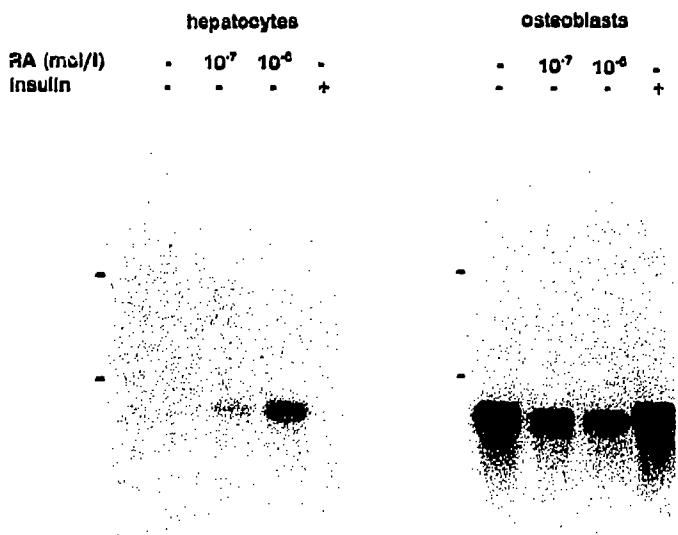 hepatocytes osteoblasts
RA (mol/l) - 10-7 10-6 - - 10-7 10-6 -
Insulin - - - + - - - +